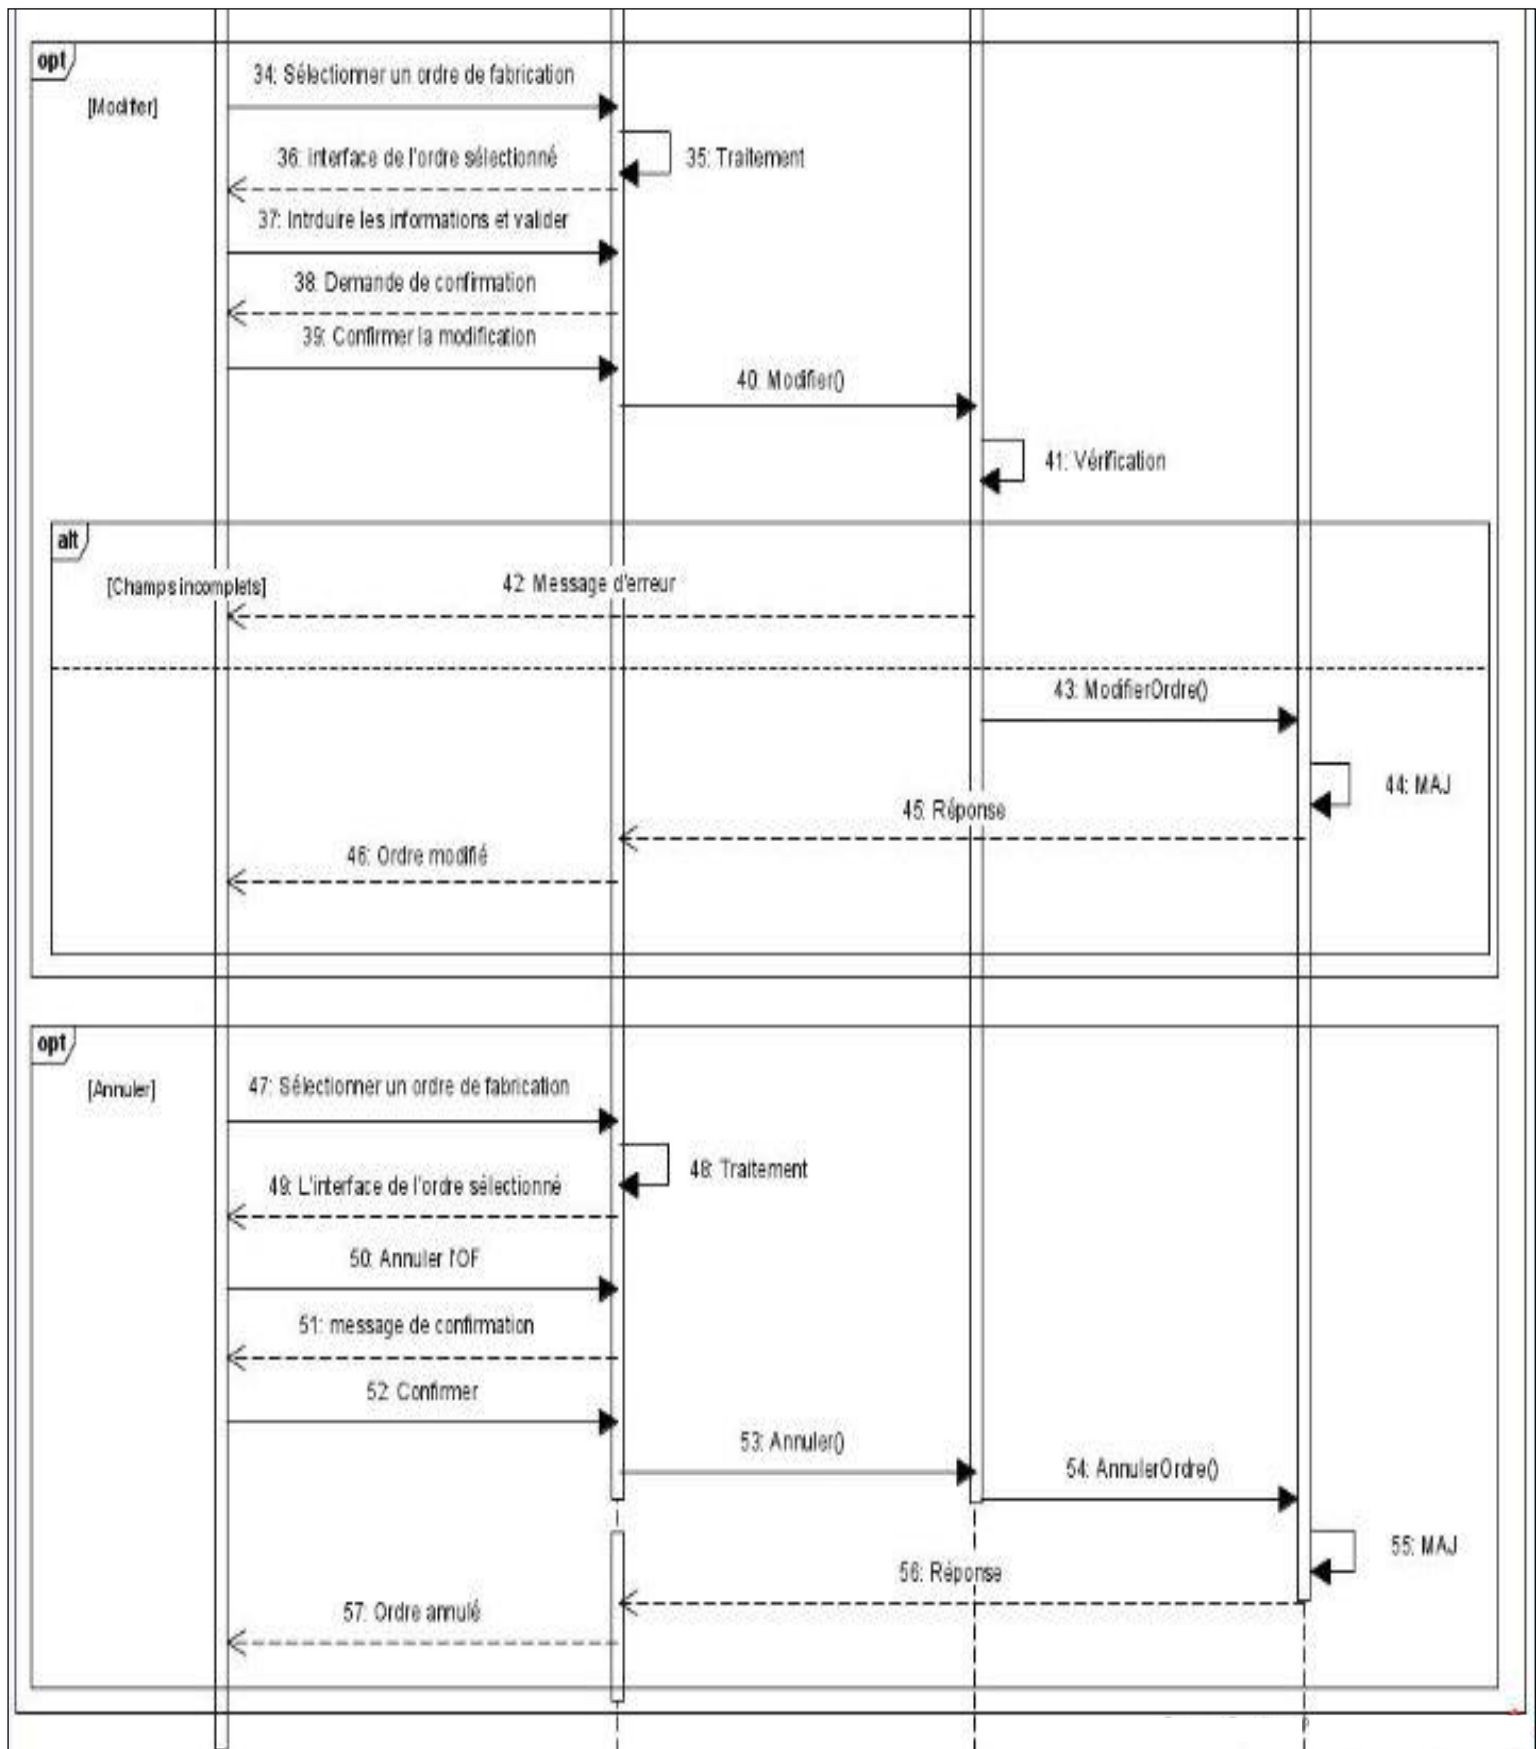 opt
34: Sélectionner un ordre de fabrication
[Modifier]
36: interface de l'ordre sélectionné
35: Traitement
37: Intrduire les informations et valider
38: Demande de confirmation
39: Confirmer la modification
40: Modifier()
41: Vérification
alt
[Champs incomplets]
42: Message d'erreur
43: ModifierOrdre()
44: MAJ
45: Réponse
46: Ordre modifié
opt
[Annuler]
47: Sélectionner un ordre de fabrication
48: Traitement
49: L'interface de l'ordre sélectionné
50: Annuler l'OF
51: message de confirmation
52: Confirmer
53: Annuler()
54: AnnulerOrdre()
55: MAJ
56: Réponse
57: Ordre annulé